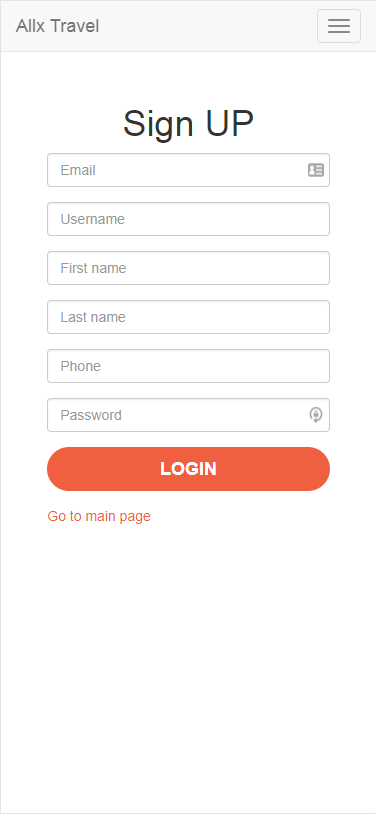 Allx Travel
Sign UP
Email
Username
First name
Last name
Phone
Password
LOGIN
Go to main page